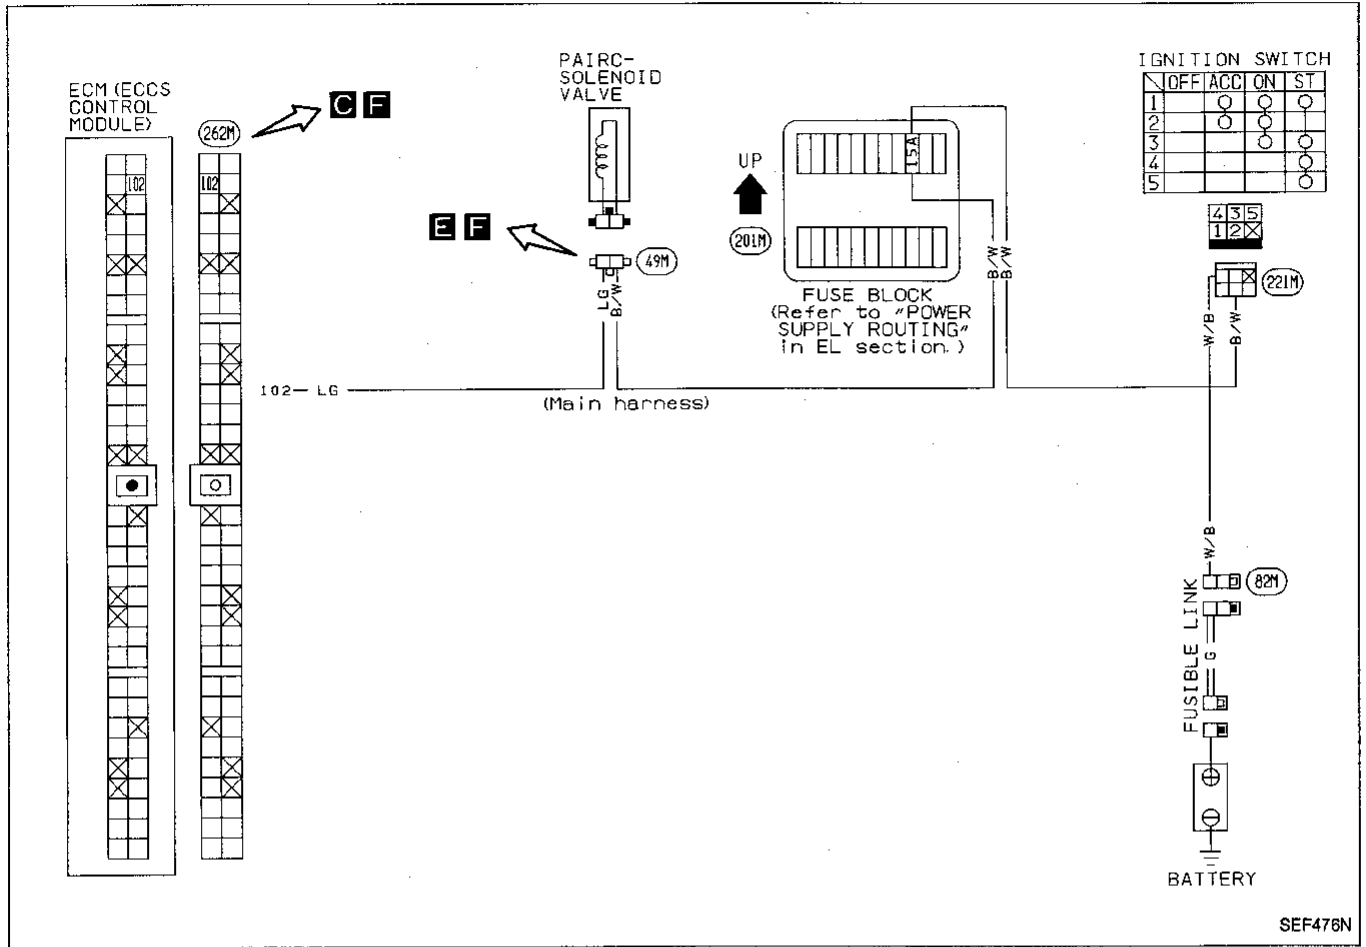 ECM (ECCS
CONTROL
MODULE)
262M
C F
102
102
PAIRC-
SOLENOID
VALVE
E F
49M
LG
B/W
UP
201M
15A
FUSE BLOCK
(Refer to "POWER
SUPPLY ROUTING"
in EL section.)
B/W
B/W
IGNITION SWITCH
OFF ACC ON ST
1
2
3
4
5
4 3 5
1 2
221M
W/B
B/W
102 — LG
(Main harness)
W/B
82M
FUSIBLE LINK
G
BATTERY
SEF476N